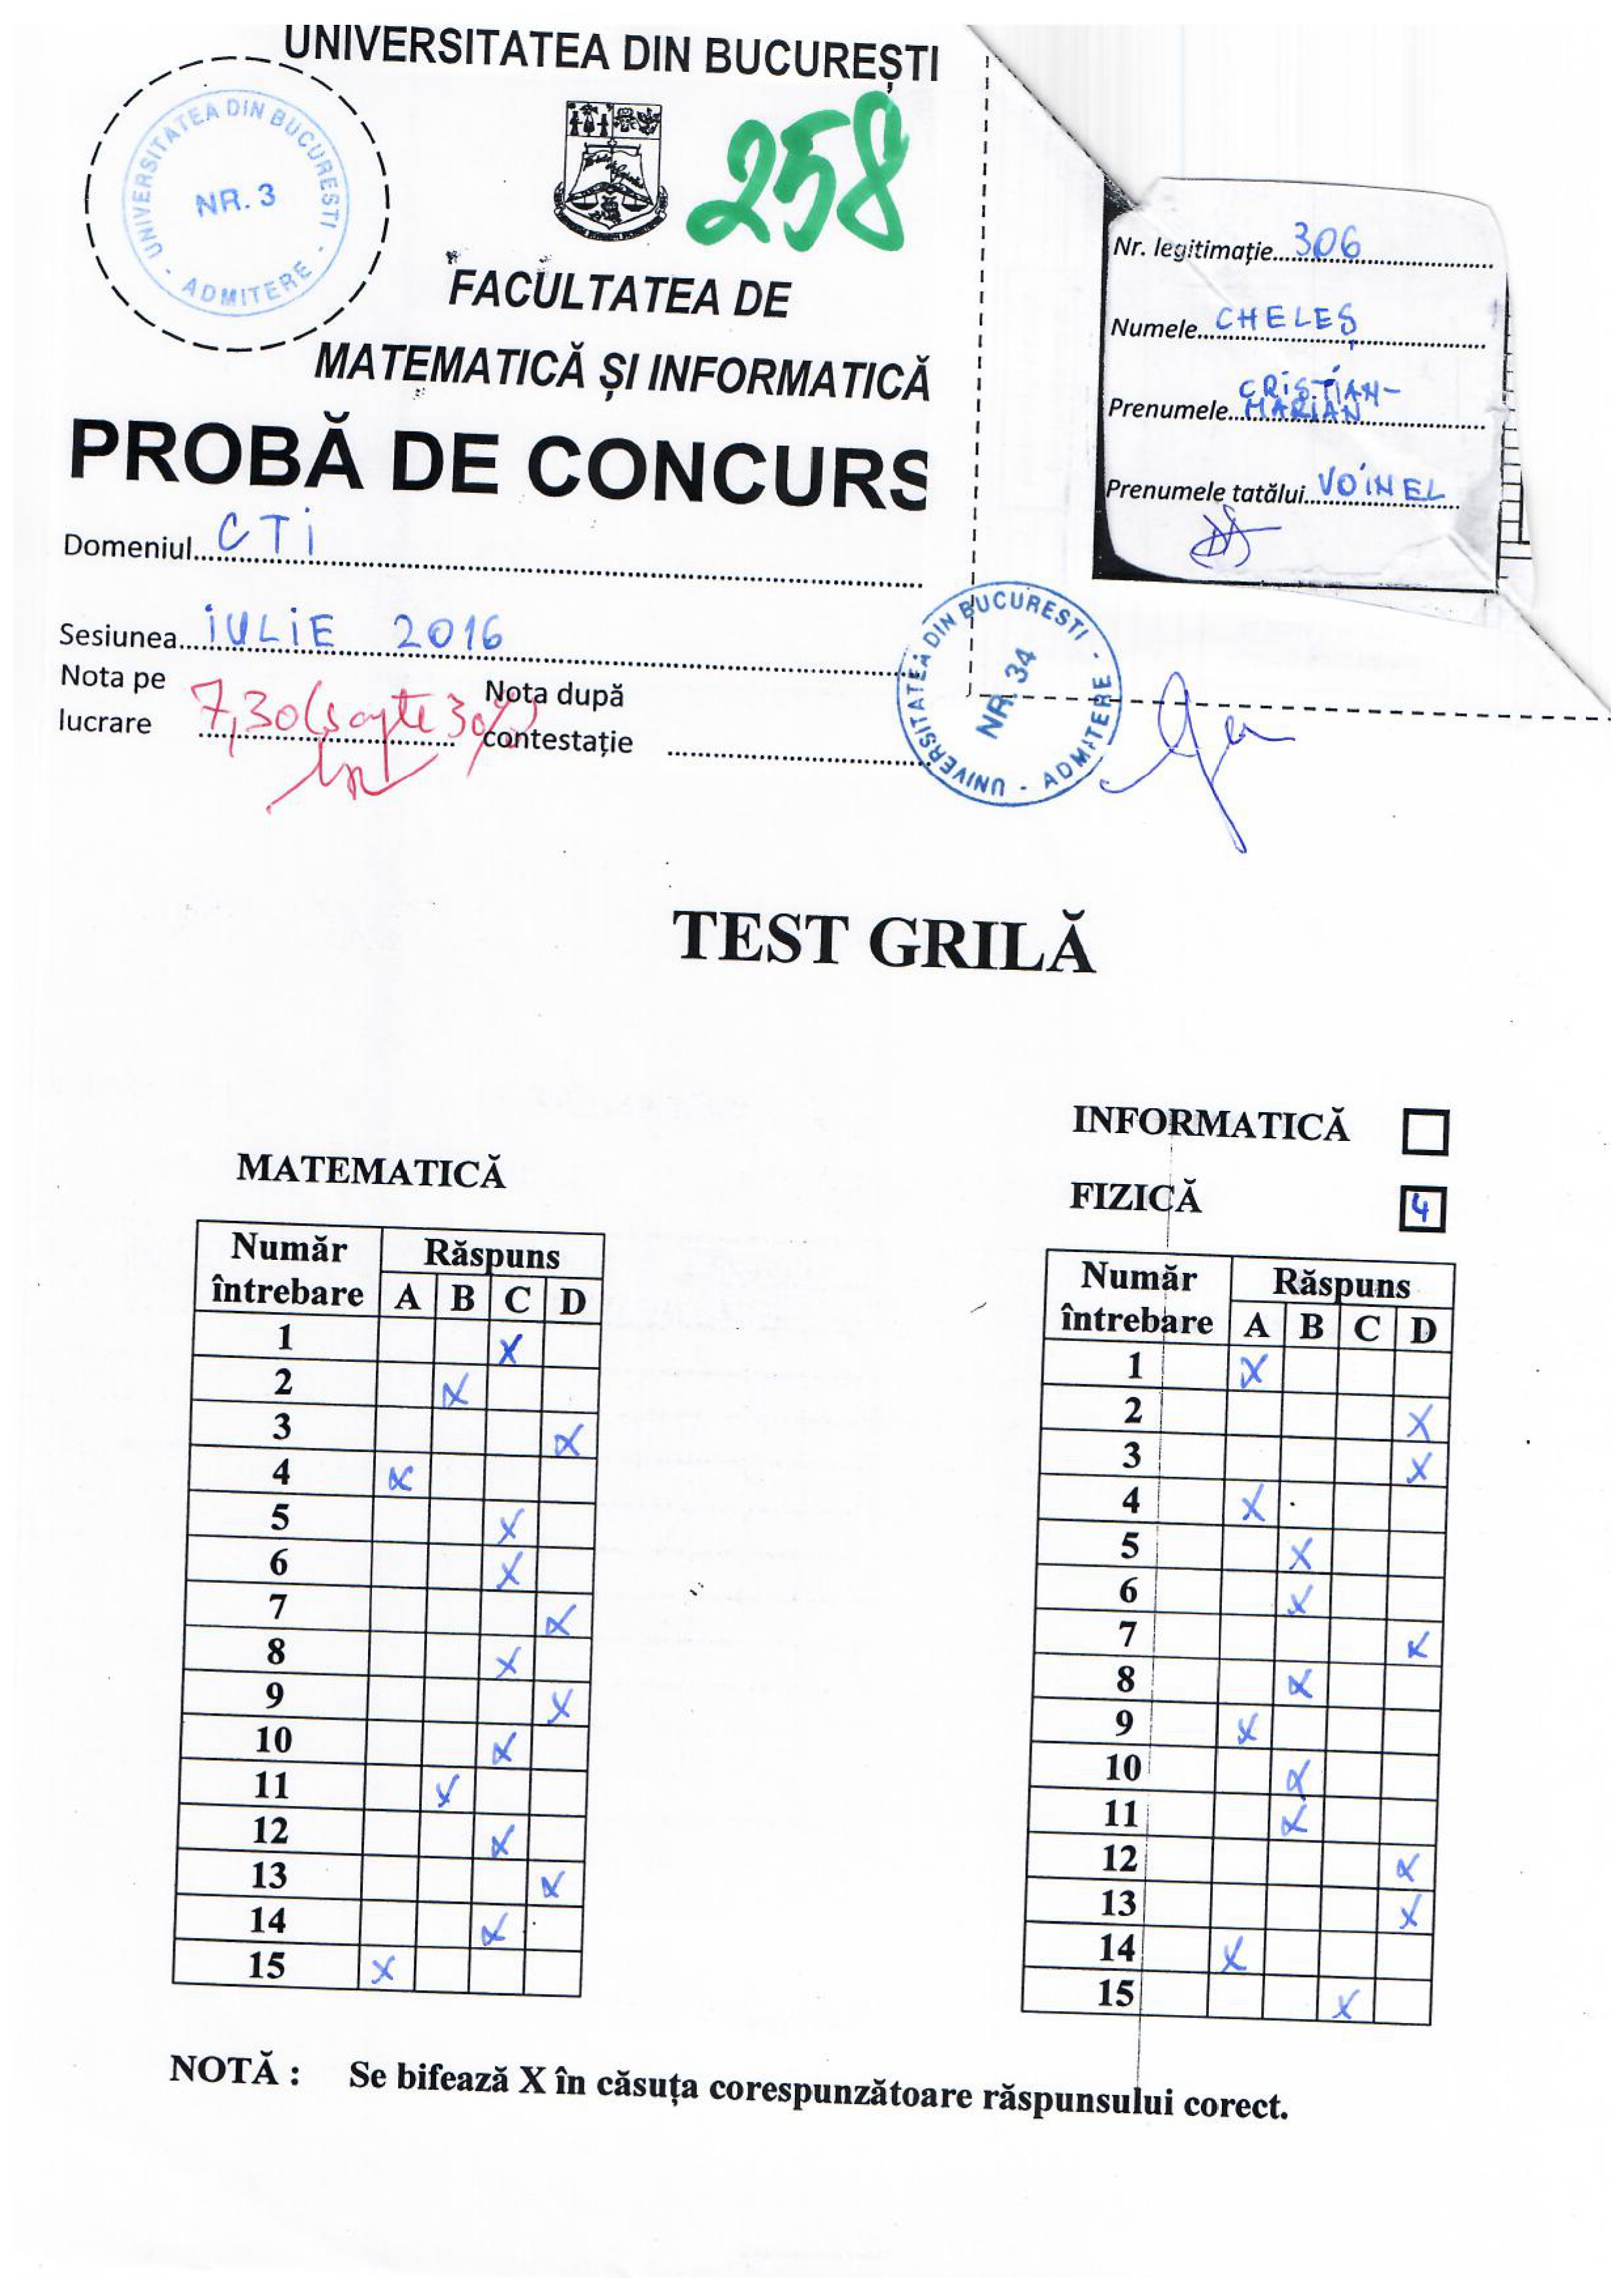 UNIVERSITATEA DIN BUCUREȘTI
UNIVERSITATEA DIN BUCURESTI - ADMITERE -
NR. 3
258
FACULTATEA DE
MATEMATICĂ ȘI INFORMATICĂ
PROBĂ DE CONCURS
Domeniul CTi
Sesiunea iULiE 2016
Nota pe lucrare 7,30 (șapte 30%)
Nota după contestație
Nr. legitimație 306
Numele CHELEȘ
Prenumele CRiSTiAN-MARiAN
Prenumele tatălui VOiNEL
UNIVERSITATEA DIN BUCURESTI - ADMITERE -
NR. 34
TEST GRILĂ
MATEMATICĂ
Număr întrebare Răspuns
A B C D
1 X
2 X
3 X
4 X
5 X
6 X
7 X
8 X
9 X
10 X
11 X
12 X
13 X
14 X
15 X
INFORMATICĂ
FIZICĂ 4
Număr întrebare Răspuns
A B C D
1 X
2 X
3 X
4 X
5 X
6 X
7 X
8 X
9 X
10 X
11 X
12 X
13 X
14 X
15 X
NOTĂ : Se bifează X în căsuța corespunzătoare răspunsului corect.